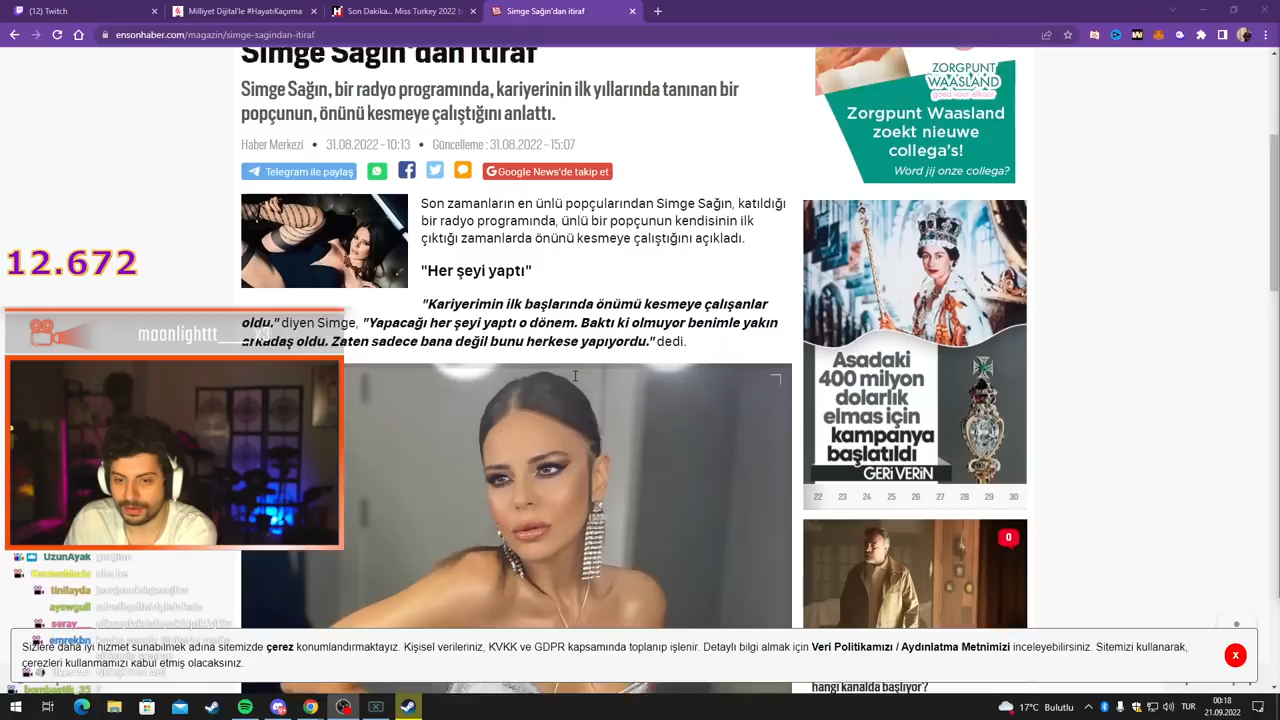 (12) Twitch
Milliyet Dijital'le #HayatıKaçırma
Son Dakika... Miss Turkey 2022 b
Simge Sağın'dan itiraf
ensonhaber.com/magazin/simge-sagindan-itiraf
Simge Sağın'dan itiraf
Simge Sağın, bir radyo programında, kariyerinin ilk yıllarında tanınan bir
popçunun, önünü kesmeye çalıştığını anlattı.
Haber Merkezi • 31.08.2022 - 10:13 • Güncelleme : 31.08.2022 - 15:07
Telegram ile paylaş
Google News'de takip et
Son zamanların en ünlü popçularından Simge Sağın, katıldığı
bir radyo programında, ünlü bir popçunun kendisinin ilk
çıktığı zamanlarda önünü kesmeye çalıştığını açıkladı.
"Her şeyi yaptı"
"Kariyerimin ilk başlarında önümü kesmeye çalışanlar
oldu." diyen Simge, "Yapacağı her şeyi yaptı o dönem. Baktı ki olmuyor benimle yakın
arkadaş oldu. Zaten sadece bana değil bunu herkese yapıyordu." dedi.
ZORGPUNT
WAASLAND
goed voor elkaar
Zorgpunt Waasland
zoekt nieuwe
collega's!
Word jij onze collega?
Asadaki
400 milyon
dolarlık
elmas için
kampanya
başlatıldı
GERİ VERİN
22 23 24 25 26 27 28 29 30
0
12.672
moonlighttt____ x31
UzunAyak
tinilayda
ayswgull
seray__
emrekbn
bombastik_35 ?
Sizlere daha iyi hizmet sunabilmek adına sitemizde çerez konumlandırmaktayız. Kişisel verileriniz, KVKK ve GDPR kapsamında toplanıp işlenir. Detaylı bilgi almak için Veri Politikamızı / Aydınlatma Metnimizi inceleyebilirsiniz. Sitemizi kullanarak,
çerezleri kullanmamızı kabul etmiş olacaksınız.
x
hangi kanalda başlıyor?
17°C Bulutlu
TUR
00:18
21.09.2022